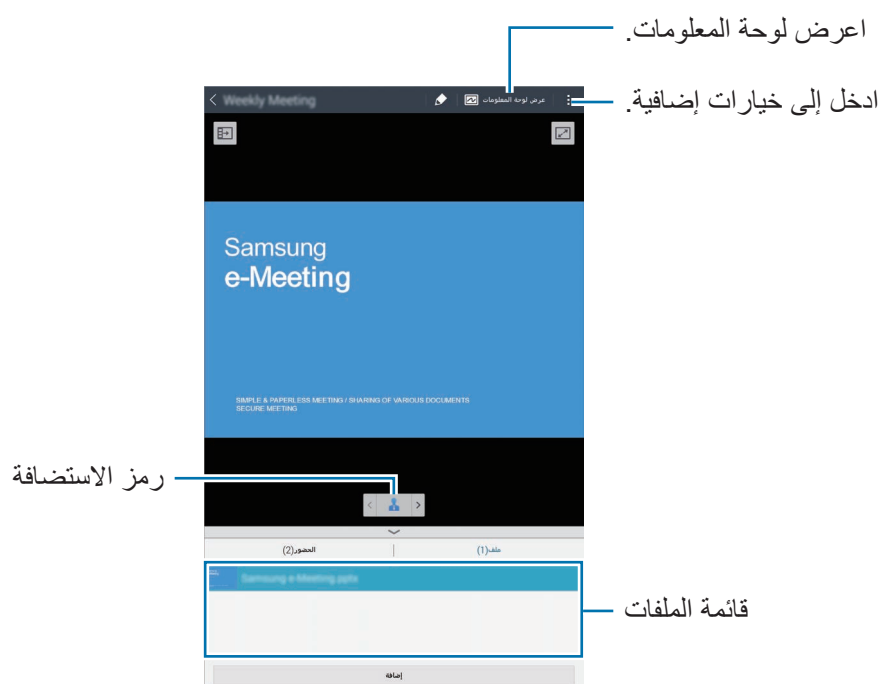 اعرض لوحة المعلومات.
ادخل إلى خيارات إضافية.
Weekly Meeting
عرض لوحة المعلومات
Samsung
e-Meeting
SIMPLE & PAPERLESS MEETING / SHARING OF VARIOUS DOCUMENTS
SECURE MEETING
رمز الاستضافة
ملف(1)
الحضور(2)
Samsung e-Meeting.pptx
قائمة الملفات
إضافة